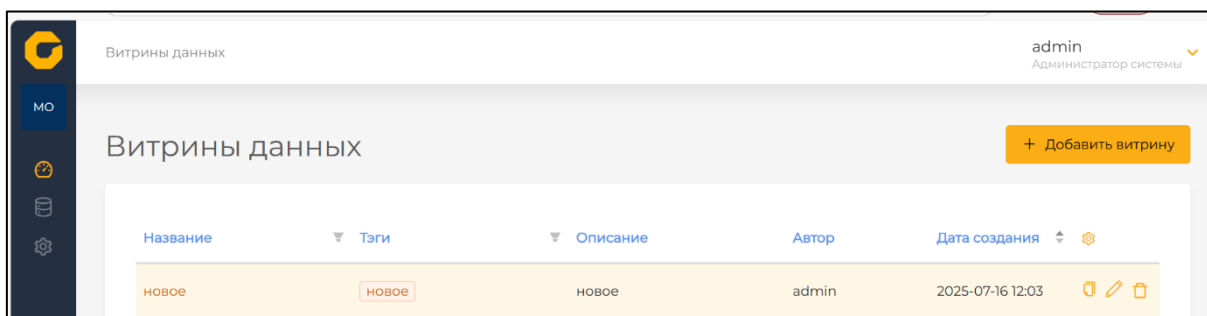 Витрины данных
admin
Администратор системы
МО
Витрины данных
+ Добавить витрину
Название Тэги Описание Автор Дата создания
новое новое новое admin 2025-07-16 12:03